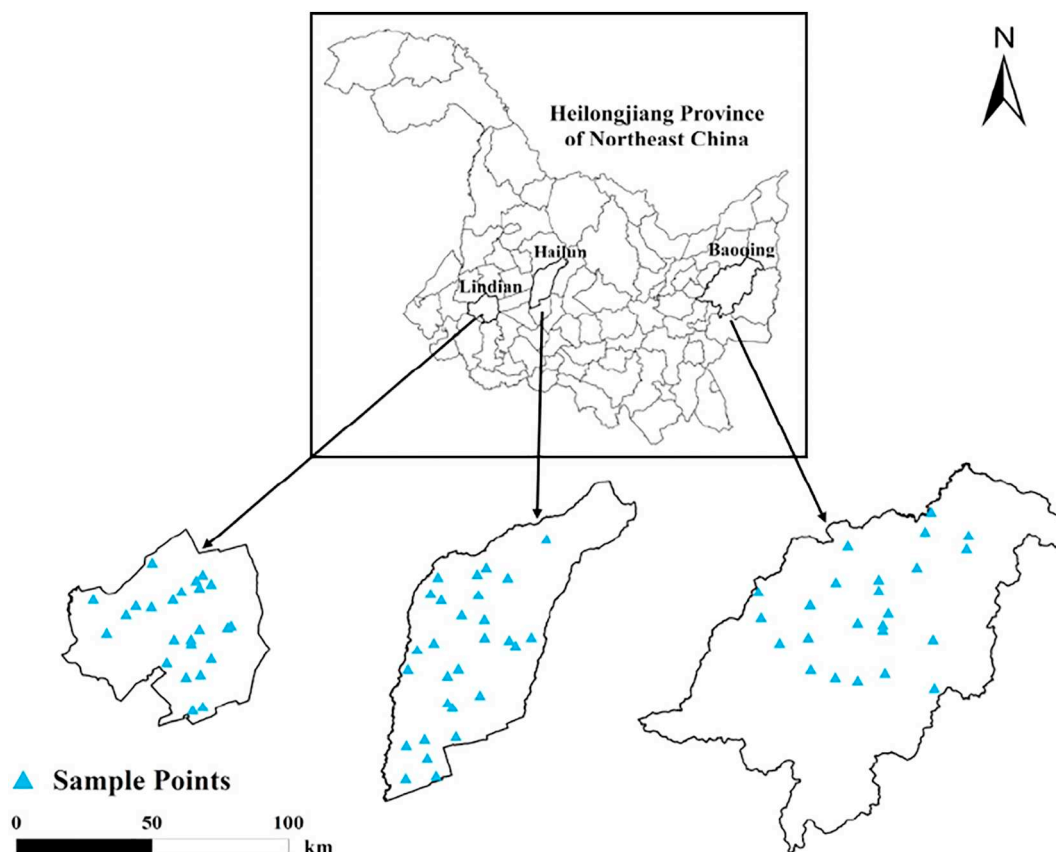 N
Heilongjiang Province
of Northeast China
Hailun
Baoqing
Lindian
Sample Points
0 50 100
km